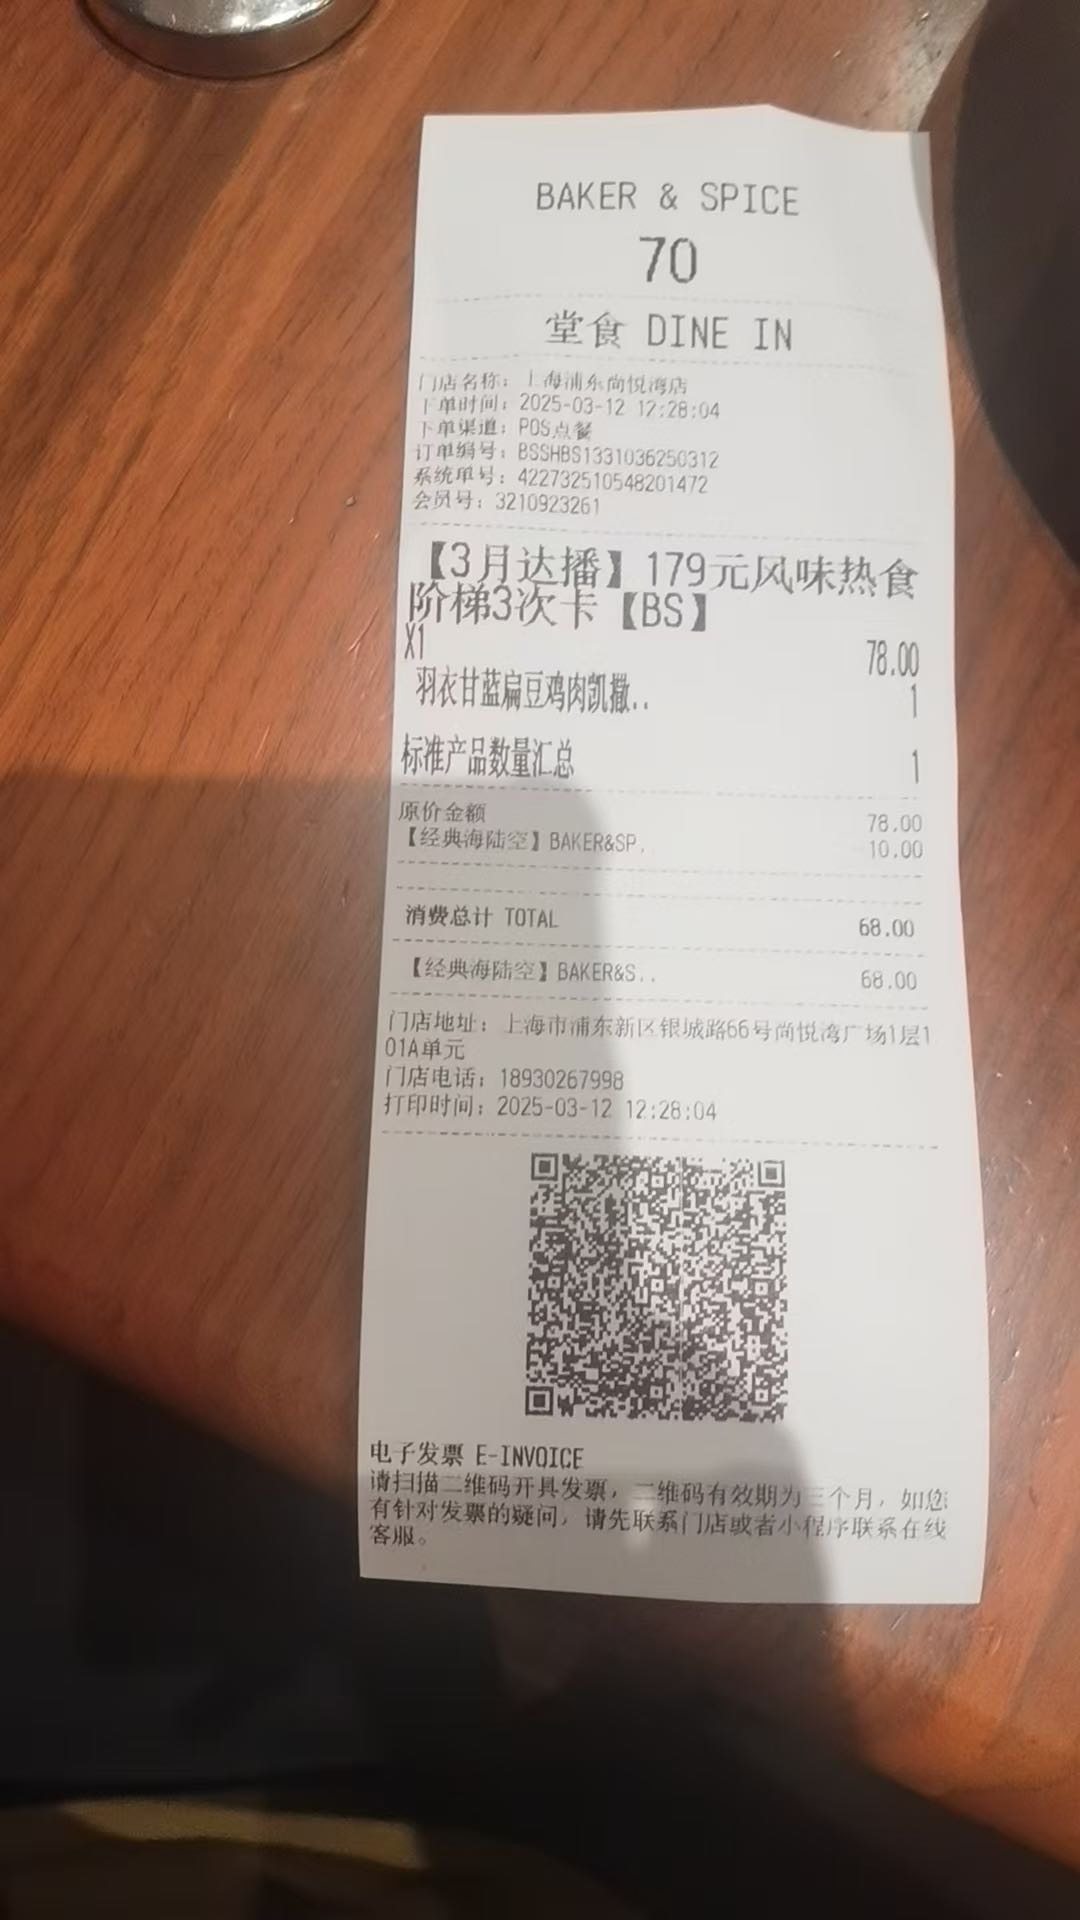 BAKER & SPICE
70
堂食 DINE IN
门店名称：上海浦东尚悦湾店
下单时间：2025-03-12 12:28:04
下单渠道：POS点餐
订单编号：BSSHBS1331036250312
系统单号：422732510548201472
会员号：3210923261
【3月达播】179元风味热食
阶梯3次卡【BS】
X1 78.00
羽衣甘蓝扁豆鸡肉凯撒.. 1
标准产品数量汇总 1
原价金额 78.00
【经典海陆空】BAKER&SP. 10.00
消费总计 TOTAL 68.00
【经典海陆空】BAKER&S.. 68.00
门店地址：上海市浦东新区银城路66号尚悦湾广场1层1
01A单元
门店电话：18930267998
打印时间：2025-03-12 12:28:04
电子发票 E-INVOICE
请扫描二维码开具发票，二维码有效期为三个月，如您
有针对发票的疑问，请先联系门店或者小程序联系在线
客服。